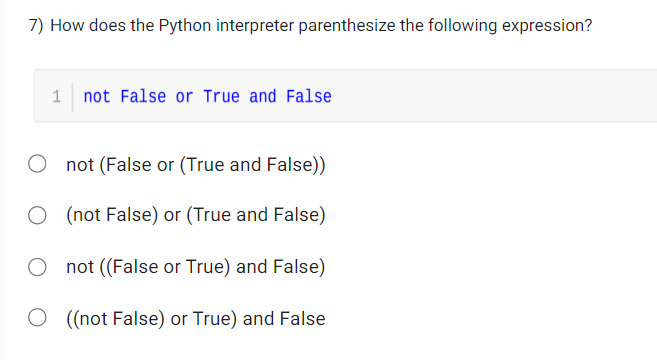 7) How does the Python interpreter parenthesize the following expression?
1 not False or True and False
not (False or (True and False))
(not False) or (True and False)
not ((False or True) and False)
((not False) or True) and False